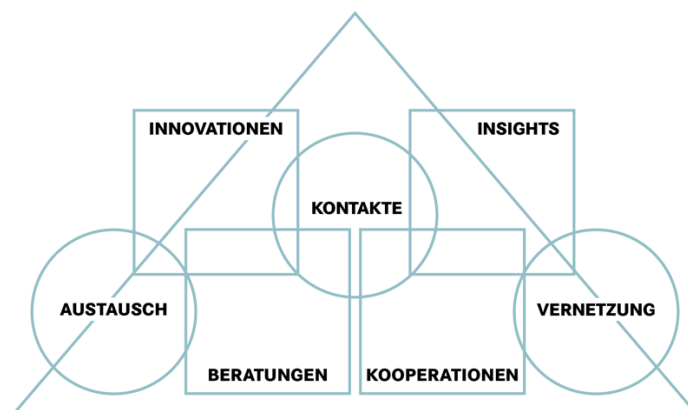 INNOVATIONEN
INSIGHTS
KONTAKTE
AUSTAUSCH
VERNETZUNG
BERATUNGEN
KOOPERATIONEN